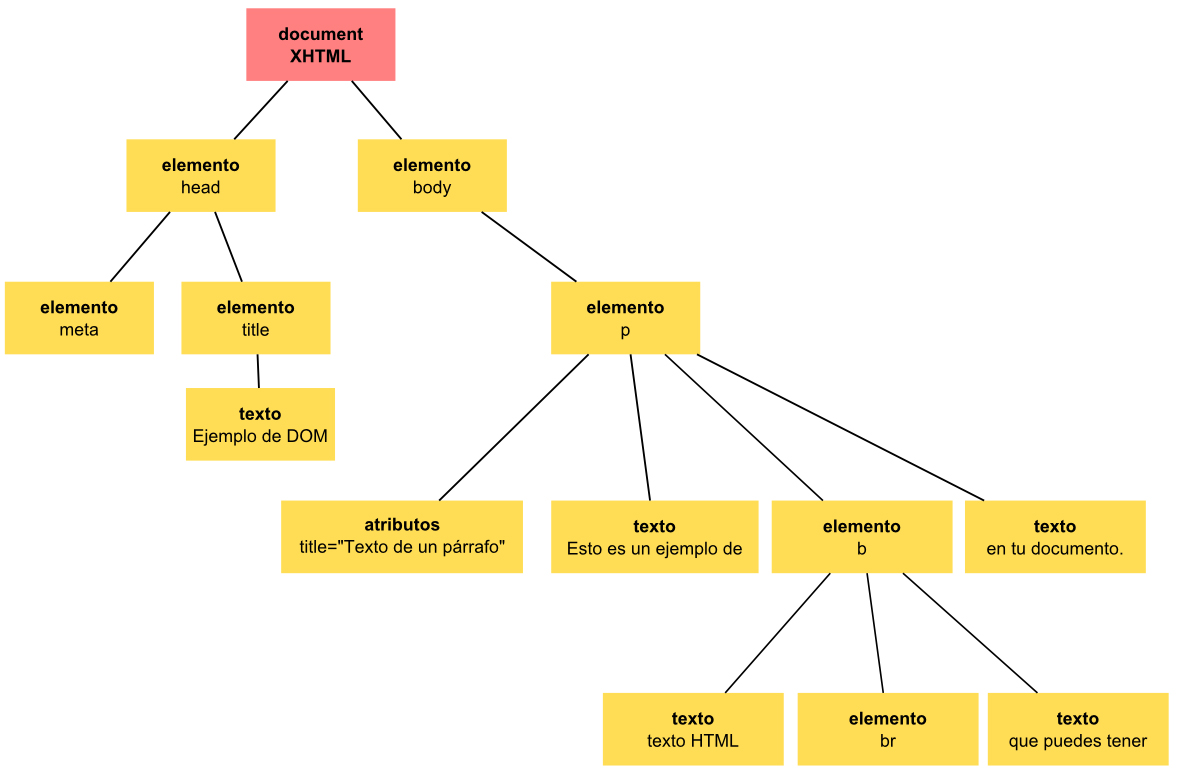 document
XHTML
elemento
head
elemento
body
elemento
meta
elemento
title
elemento
p
texto
Ejemplo de DOM
atributos
title="Texto de un párrafo"
texto
Esto es un ejemplo de
elemento
b
texto
en tu documento.
texto
texto HTML
elemento
br
texto
que puedes tener